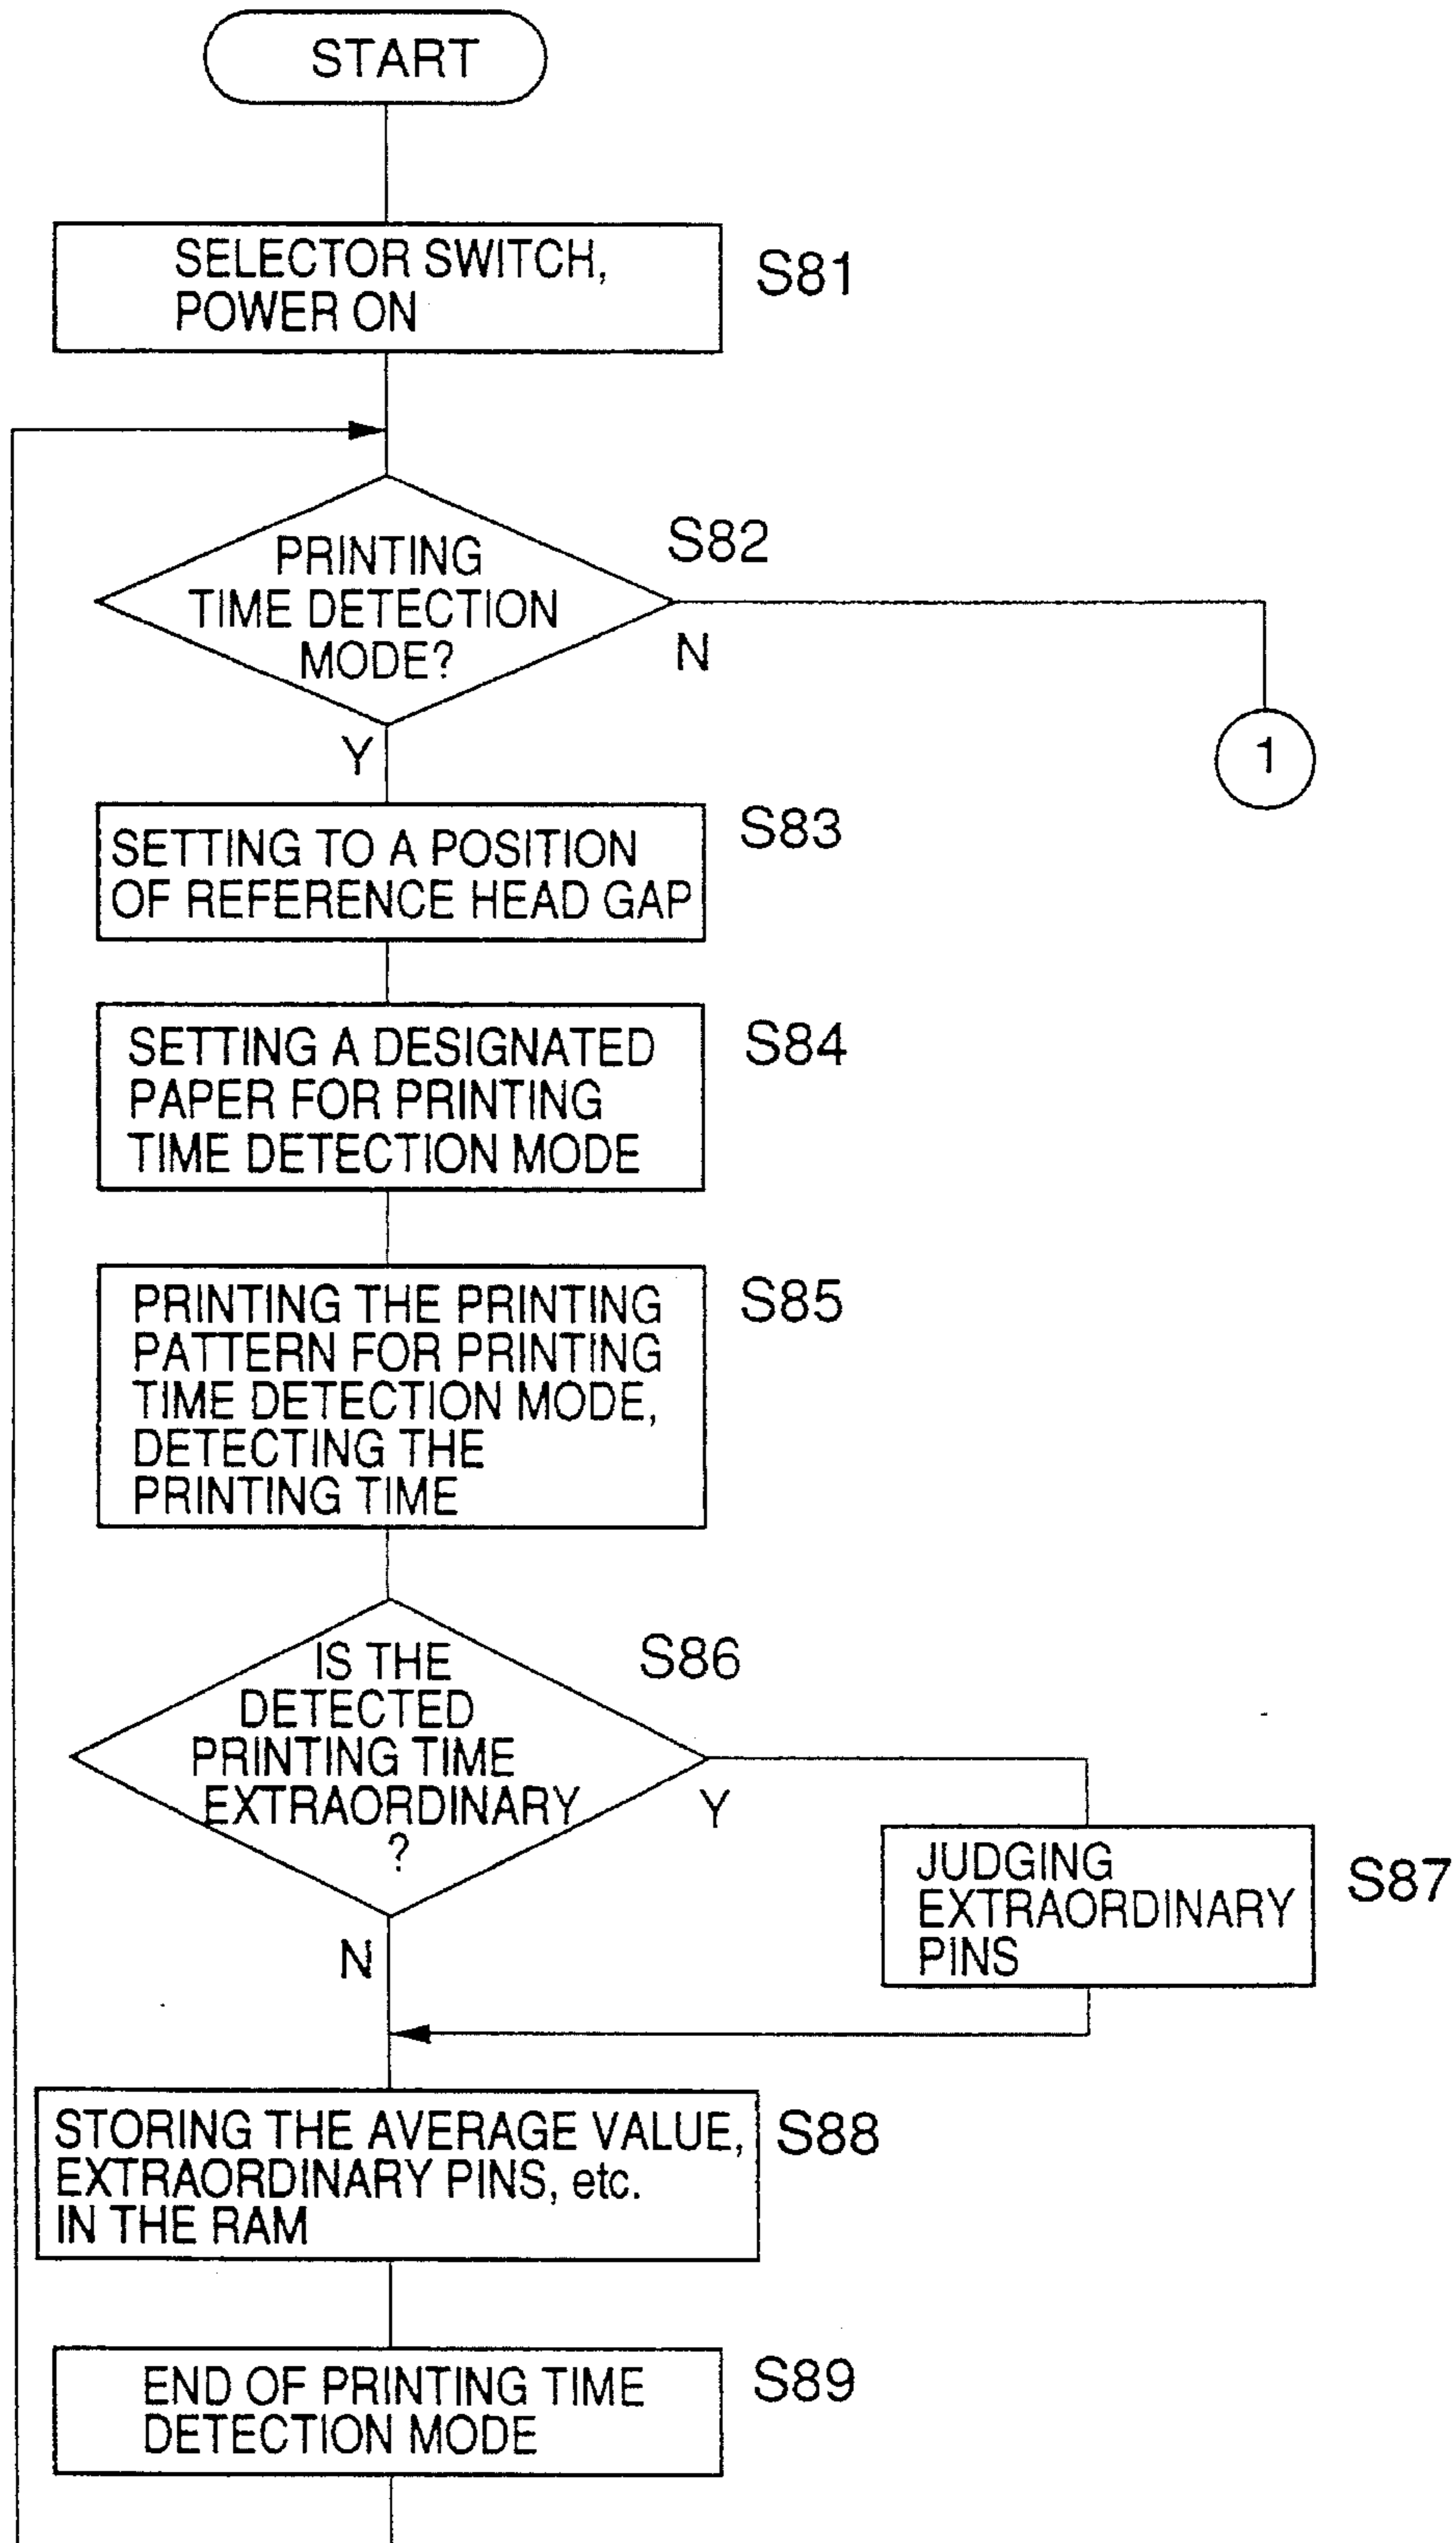 START
SELECTOR SWITCH,
POWER ON
S81
PRINTING
TIME DETECTION
MODE?
S82
N
Y
1
SETTING TO A POSITION
OF REFERENCE HEAD GAP
S83
SETTING A DESIGNATED
PAPER FOR PRINTING
TIME DETECTION MODE
S84
PRINTING THE PRINTING
PATTERN FOR PRINTING
TIME DETECTION MODE,
DETECTING THE
PRINTING TIME
S85
IS THE
DETECTED
PRINTING TIME
EXTRAORDINARY
?
S86
Y
N
JUDGING
EXTRAORDINARY
PINS
S87
STORING THE AVERAGE VALUE,
EXTRAORDINARY PINS, etc.
IN THE RAM
S88
END OF PRINTING TIME
DETECTION MODE
S89